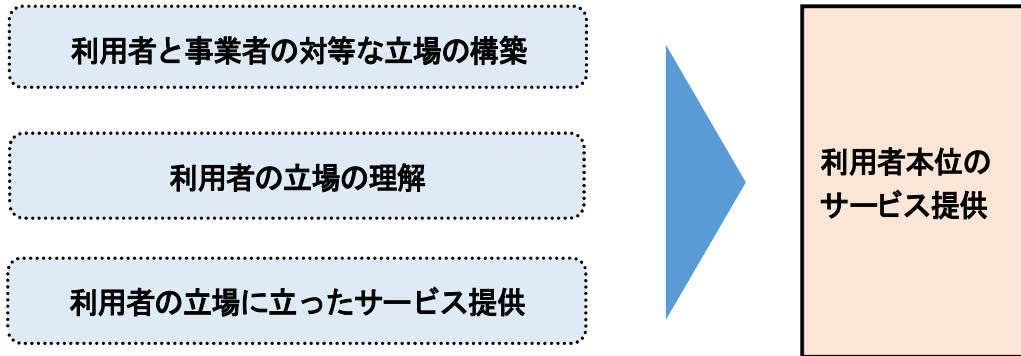 利用者と事業者の対等な立場の構築
利用者の立場の理解
利用者の立場に立ったサービス提供
利用者本位の
サービス提供